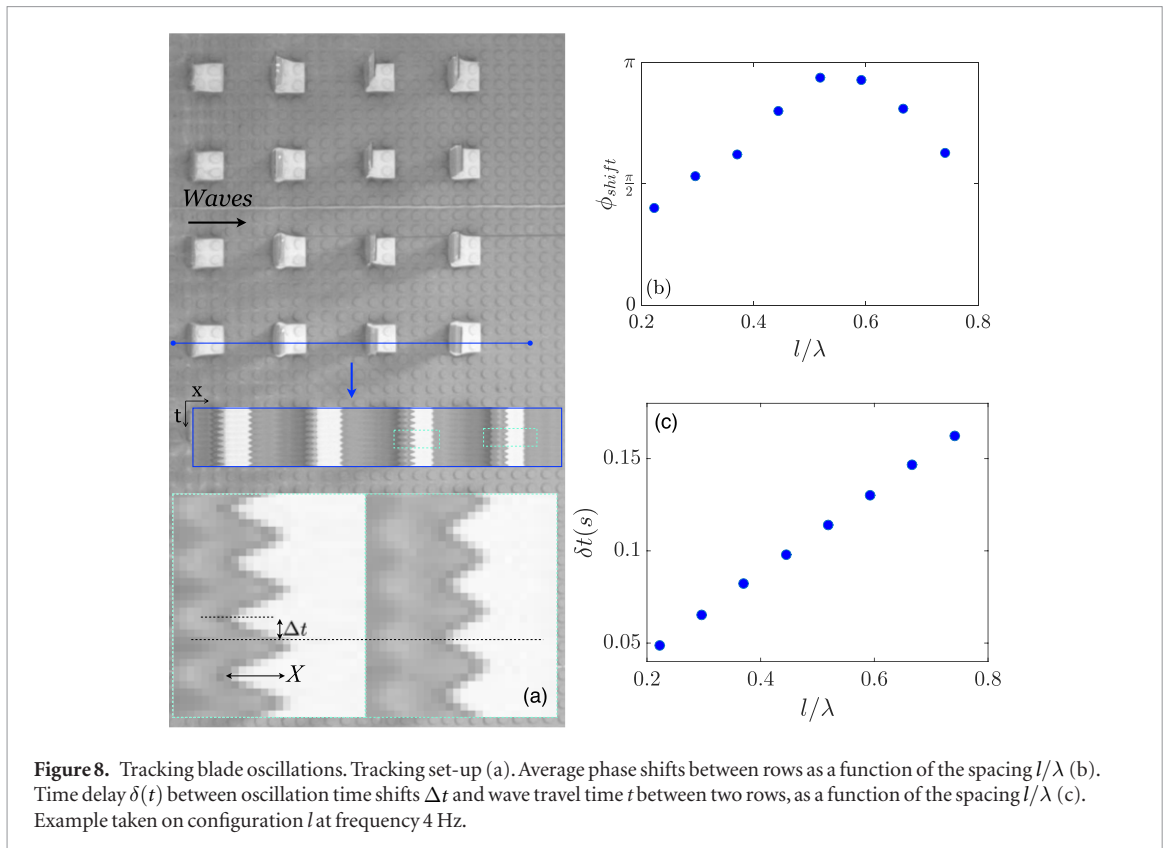 Waves
x
t
Δt
X
(a)
π
π/2
0
ϕshift
(b)
0.2 0.4 0.6 0.8
l/λ
(c)
0.15
0.1
0.05
δt(s)
0.2 0.4 0.6 0.8
l/λ
Figure 8. Tracking blade oscillations. Tracking set-up (a). Average phase shifts between rows as a function of the spacing l/λ (b).
Time delay δ(t) between oscillation time shifts Δt and wave travel time t between two rows, as a function of the spacing l/λ (c).
Example taken on configuration l at frequency 4 Hz.